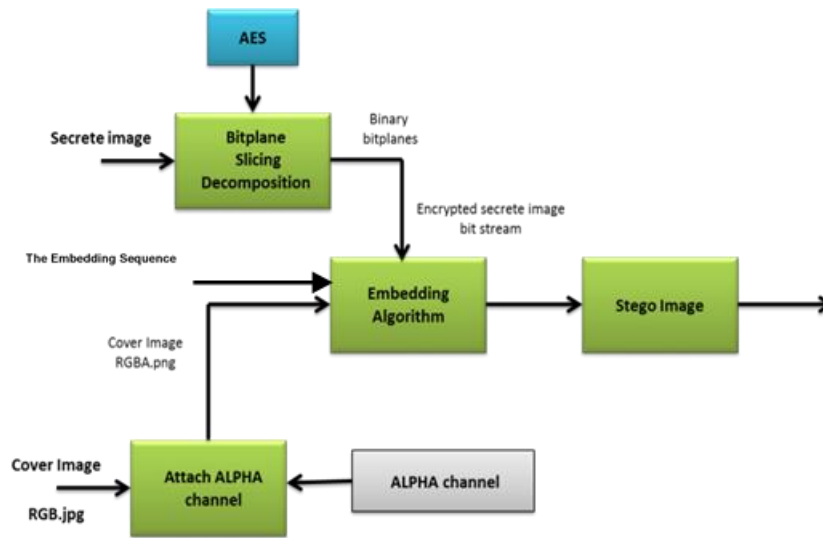 AES
Secrete image
Bitplane
Slicing
Decomposition
Binary
bitplanes
Encrypted secrete image
bit stream
The Embedding Sequence
Embedding
Algorithm
Stego Image
Cover Image
RGBA.png
Cover Image
RGB.jpg
Attach ALPHA
channel
ALPHA channel